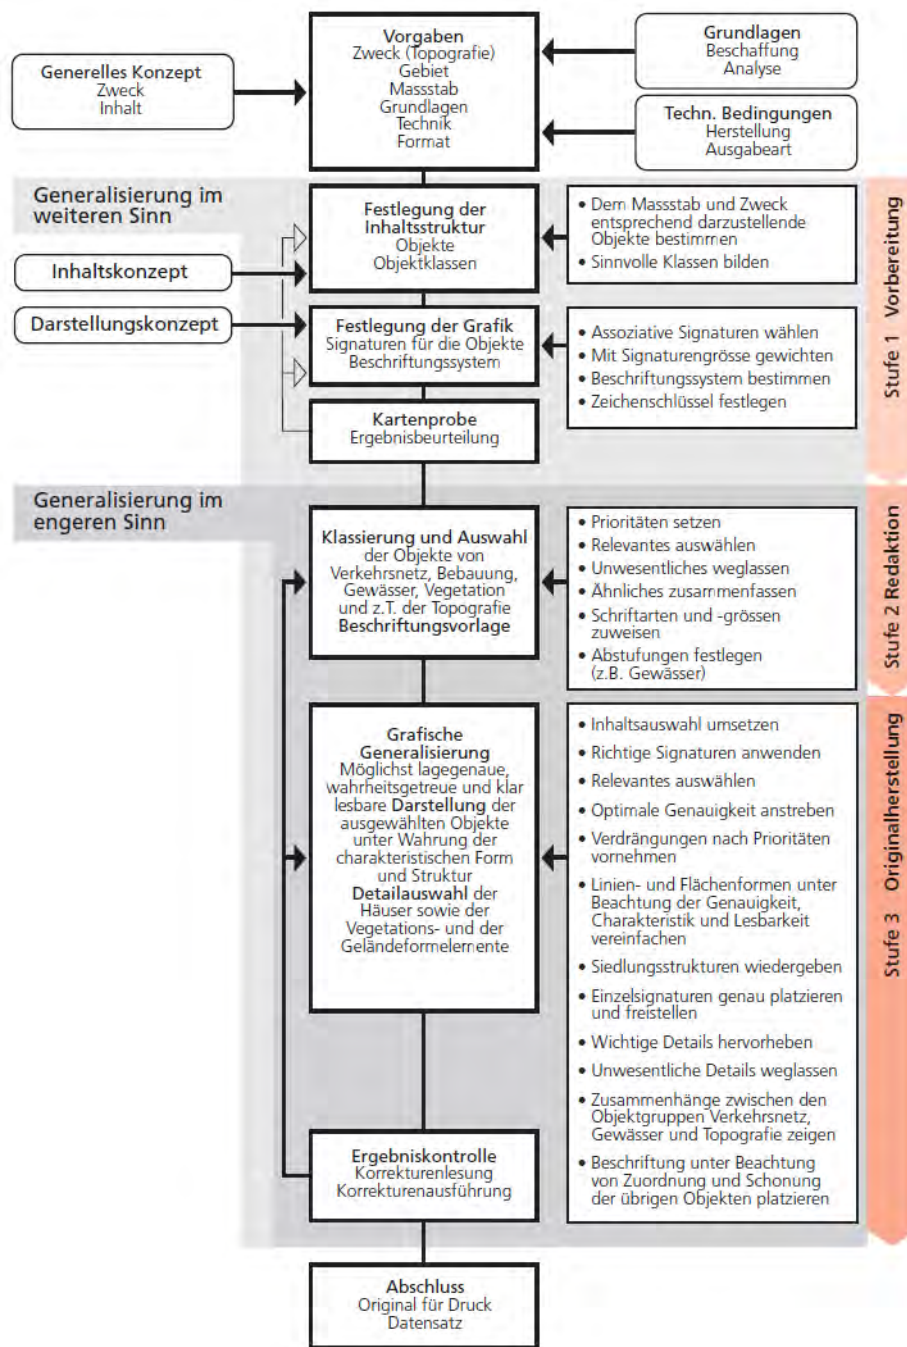 Vorgaben
Zweck (Topografie)
Gebiet
Massstab
Grundlagen
Technik
Format
Grundlagen
Beschaffung
Analyse
Generelles Konzept
Zweck
Inhalt
Techn. Bedingungen
Herstellung
Ausgabeart
Generalisierung im
weiteren Sinn
Festlegung der
Inhaltsstruktur
Objekte
Objektklassen
• Dem Massstab und Zweck
entsprechend darzustellende
Objekte bestimmen
• Sinnvolle Klassen bilden
Inhaltskonzept
Darstellungskonzept
Festlegung der Grafik
Signaturen für die Objekte
Beschriftungssystem
• Assoziative Signaturen wählen
• Mit Signaturengrösse gewichten
• Beschriftungssystem bestimmen
• Zeichenschlüssel festlegen
Kartenprobe
Ergebnisbeurteilung
Stufe 1 Vorbereitung
Generalisierung im
engeren Sinn
Klassierung und Auswahl
der Objekte von
Verkehrsnetz, Bebauung,
Gewässer, Vegetation
und z.T. der Topografie
Beschriftungsvorlage
• Prioritäten setzen
• Relevantes auswählen
• Unwesentliches weglassen
• Ähnliches zusammenfassen
• Schriftarten und -grössen
zuweisen
• Abstufungen festlegen
(z.B. Gewässer)
Stufe 2 Redaktion
Grafische
Generalisierung
Möglichst lagegenaue,
wahrheitsgetreue und klar
lesbare Darstellung der
ausgewählten Objekte
unter Wahrung der
charakteristischen Form
und Struktur
Detailauswahl der
Häuser sowie der
Vegetations- und der
Geländeformelemente
• Inhaltsauswahl umsetzen
• Richtige Signaturen anwenden
• Relevantes auswählen
• Optimale Genauigkeit anstreben
• Verdrängungen nach Prioritäten
vornehmen
• Linien- und Flächenformen unter
Beachtung der Genauigkeit,
Charakteristik und Lesbarkeit
vereinfachen
• Siedlungsstrukturen wiedergeben
• Einzelsignaturen genau platzieren
und freistellen
• Wichtige Details hervorheben
• Unwesentliche Details weglassen
• Zusammenhänge zwischen den
Objektgruppen Verkehrsnetz,
Gewässer und Topografie zeigen
• Beschriftung unter Beachtung
von Zuordnung und Schonung
der übrigen Objekten platzieren
Stufe 3 Originalherstellung
Ergebniskontrolle
Korrekturenlesung
Korrekturenausführung
Abschluss
Original für Druck
Datensatz